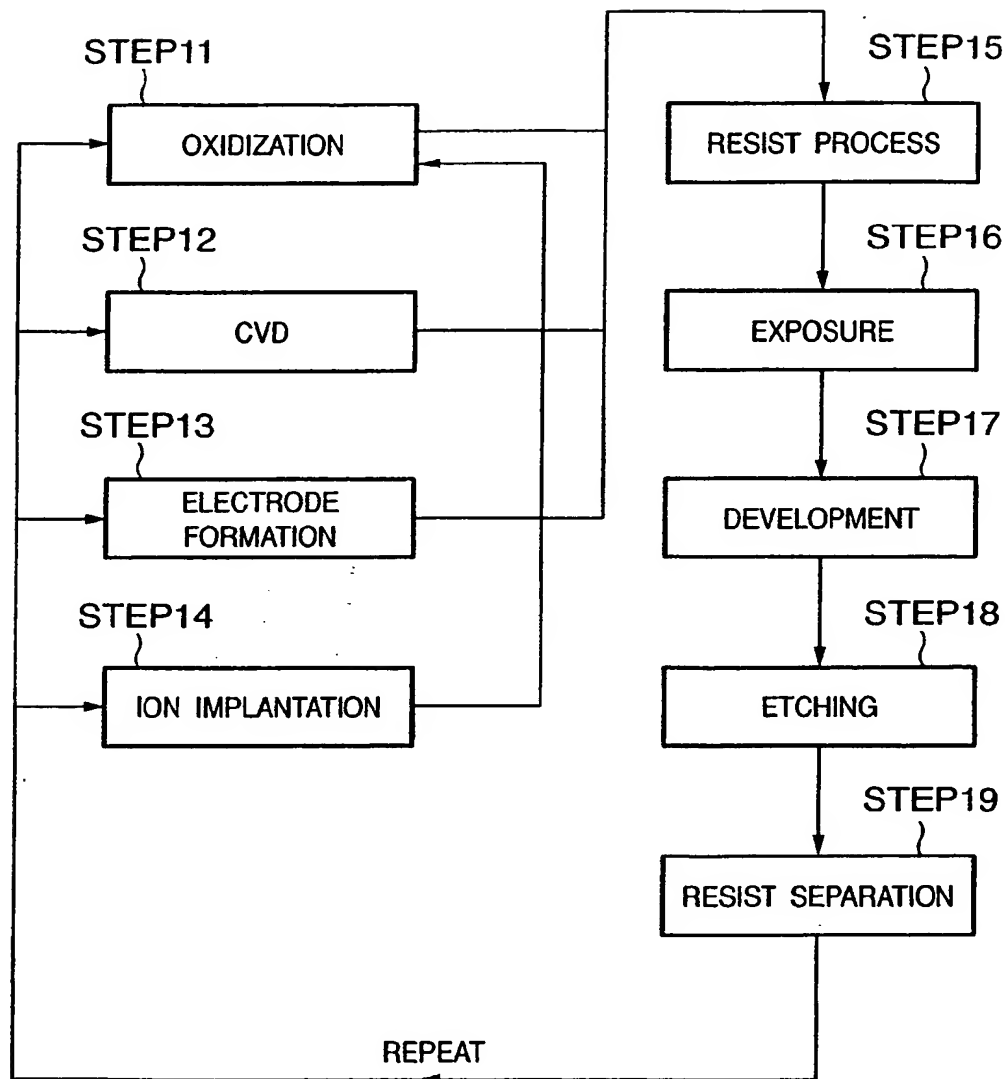 STEP11
OXIDIZATION
STEP12
CVD
STEP13
ELECTRODE
FORMATION
STEP14
ION IMPLANTATION
STEP15
RESIST PROCESS
STEP16
EXPOSURE
STEP17
DEVELOPMENT
STEP18
ETCHING
STEP19
RESIST SEPARATION
REPEAT